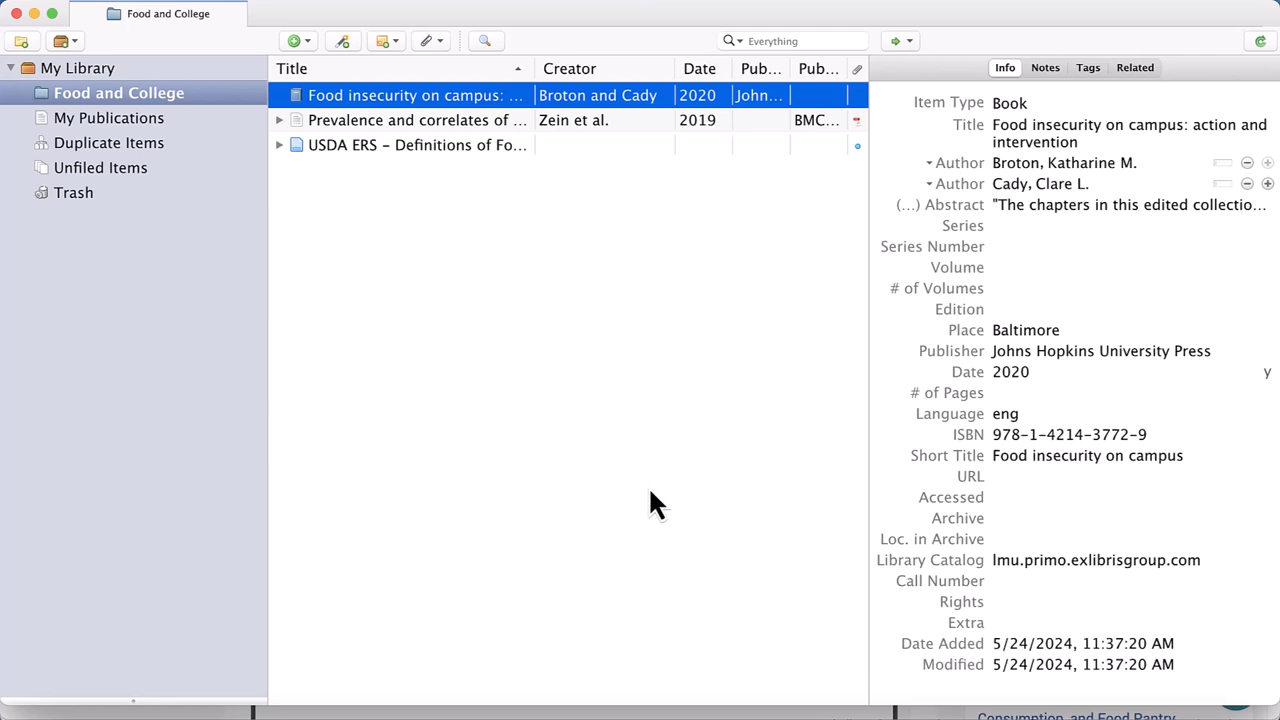 Food and College
Everything
My Library
Food and College
My Publications
Duplicate Items
Unfiled Items
Trash
Title Creator Date Pub... Pub...
Food insecurity on campus: ... Broton and Cady 2020 John...
Prevalence and correlates of ... Zein et al. 2019 BMC...
USDA ERS – Definitions of Fo...
Info Notes Tags Related
Item Type Book
Title Food insecurity on campus: action and
intervention
Author Broton, Katharine M.
Author Cady, Clare L.
(...) Abstract "The chapters in this edited collectio...
Series
Series Number
Volume
# of Volumes
Edition
Place Baltimore
Publisher Johns Hopkins University Press
Date 2020 y
# of Pages
Language eng
ISBN 978-1-4214-3772-9
Short Title Food insecurity on campus
URL
Accessed
Archive
Loc. in Archive
Library Catalog lmu.primo.exlibrisgroup.com
Call Number
Rights
Extra
Date Added 5/24/2024, 11:37:20 AM
Modified 5/24/2024, 11:37:20 AM
Consumption, and Food Pantry